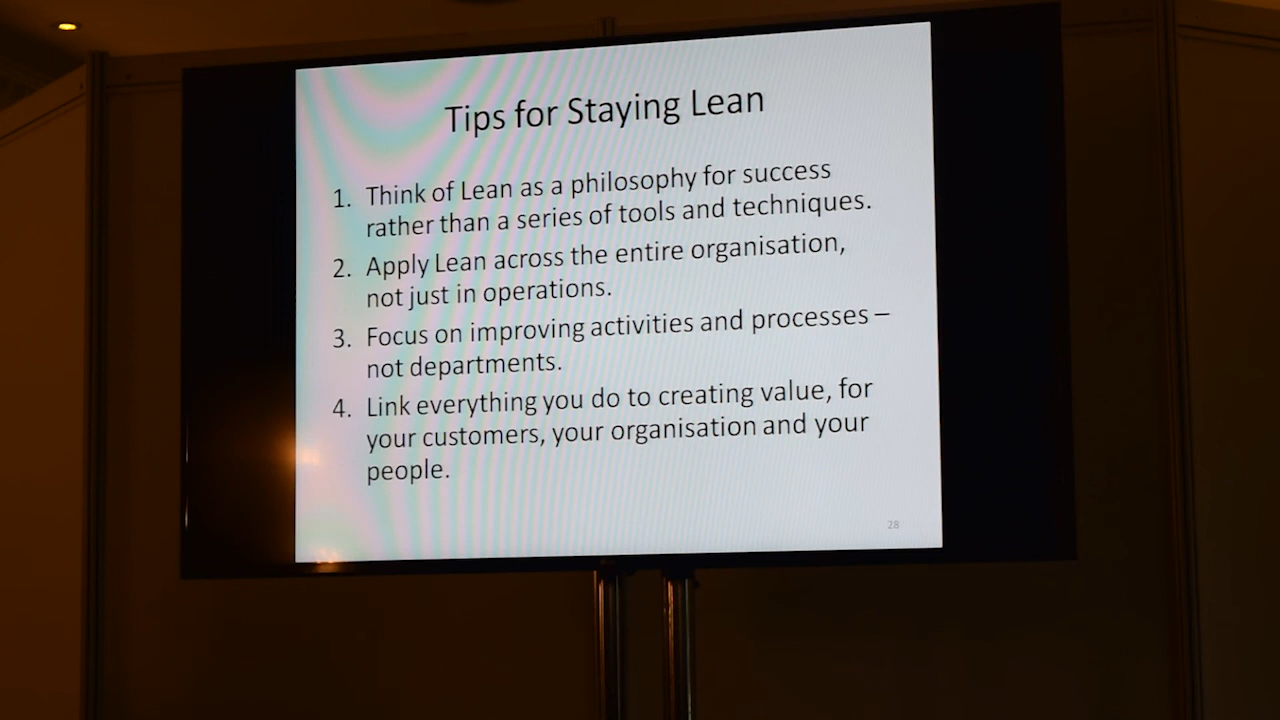 Tips for Staying Lean
1. Think of Lean as a philosophy for success
rather than a series of tools and techniques.
2. Apply Lean across the entire organisation,
not just in operations.
3. Focus on improving activities and processes –
not departments.
4. Link everything you do to creating value, for
your customers, your organisation and your
people.
28